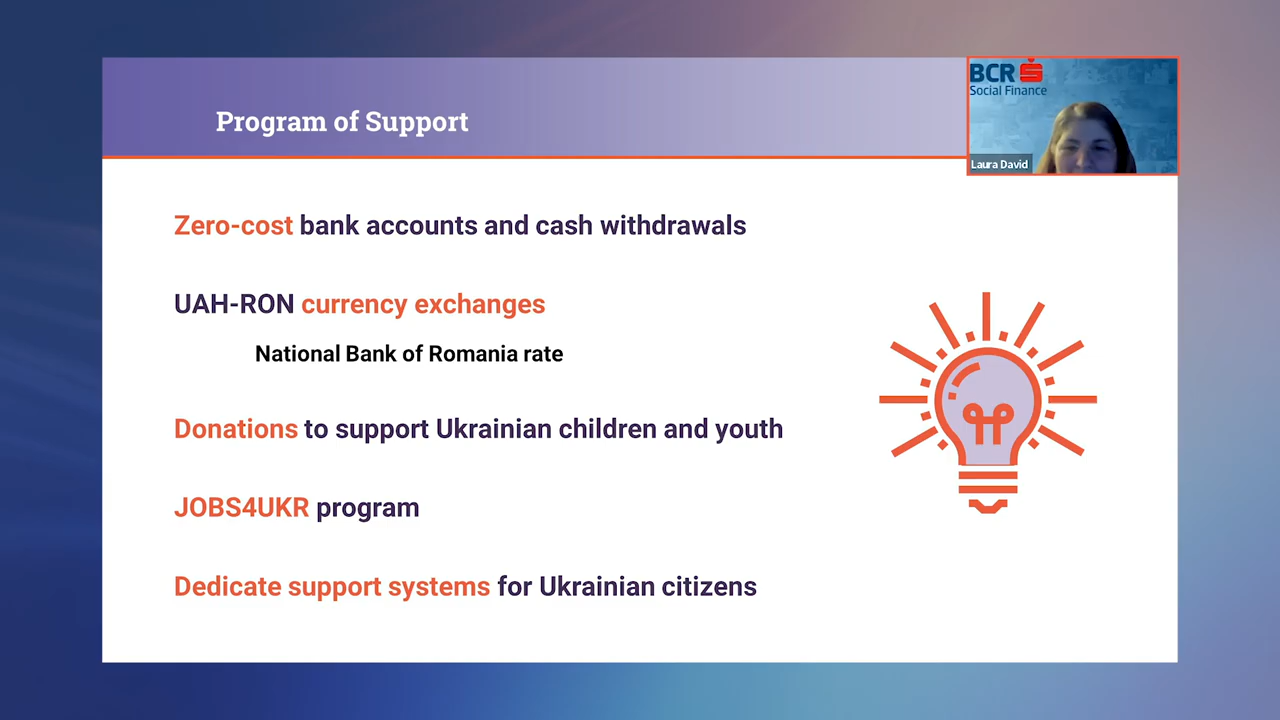 Program of Support
BCR
Social Finance
Laura David
Zero-cost bank accounts and cash withdrawals
UAH-RON currency exchanges
National Bank of Romania rate
Donations to support Ukrainian children and youth
JOBS4UKR program
Dedicate support systems for Ukrainian citizens